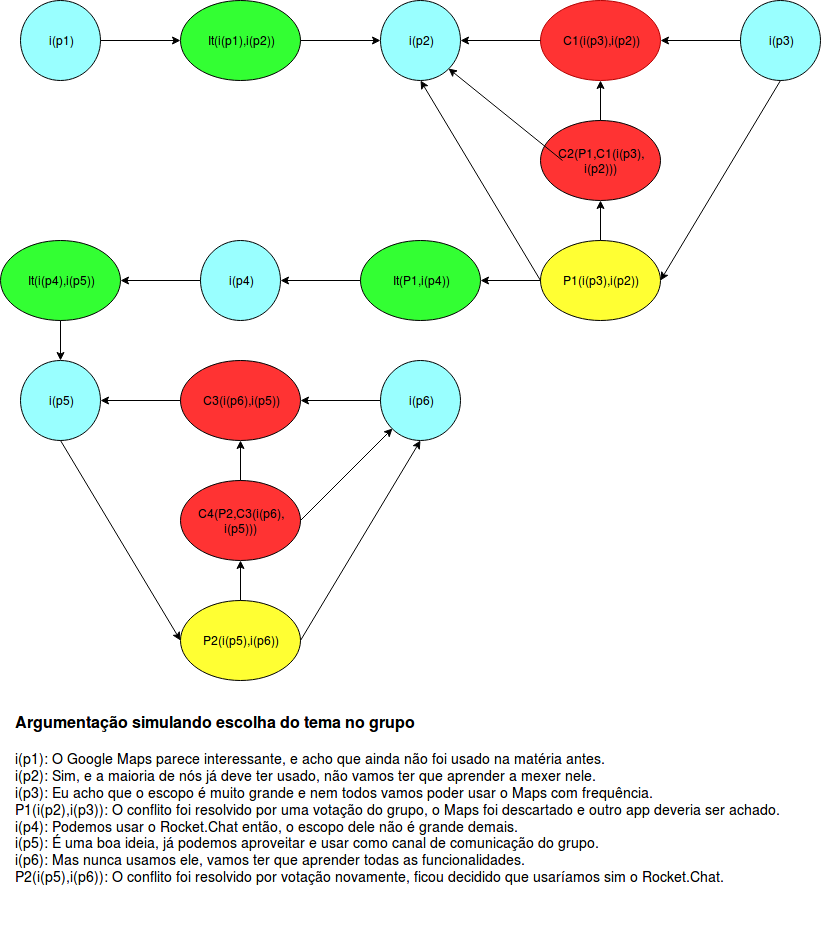 i(p1)
It(i(p1),i(p2))
i(p2)
C1(i(p3),i(p2))
i(p3)
C2(P1,C1(i(p3),
i(p2)))
It(i(p4),i(p5))
i(p4)
It(P1,i(p4))
P1(i(p3),i(p2))
i(p5)
C3(i(p6),i(p5))
i(p6)
C4(P2,C3(i(p6),
i(p5)))
P2(i(p5),i(p6))
Argumentação simulando escolha do tema no grupo
i(p1): O Google Maps parece interessante, e acho que ainda não foi usado na matéria antes.
i(p2): Sim, e a maioria de nós já deve ter usado, não vamos ter que aprender a mexer nele.
i(p3): Eu acho que o escopo é muito grande e nem todos vamos poder usar o Maps com frequência.
P1(i(p2),i(p3)): O conflito foi resolvido por uma votação do grupo, o Maps foi descartado e outro app deveria ser achado.
i(p4): Podemos usar o Rocket.Chat então, o escopo dele não é grande demais.
i(p5): É uma boa ideia, já podemos aproveitar e usar como canal de comunicação do grupo.
i(p6): Mas nunca usamos ele, vamos ter que aprender todas as funcionalidades.
P2(i(p5),i(p6)): O conflito foi resolvido por votação novamente, ficou decidido que usaríamos sim o Rocket.Chat.